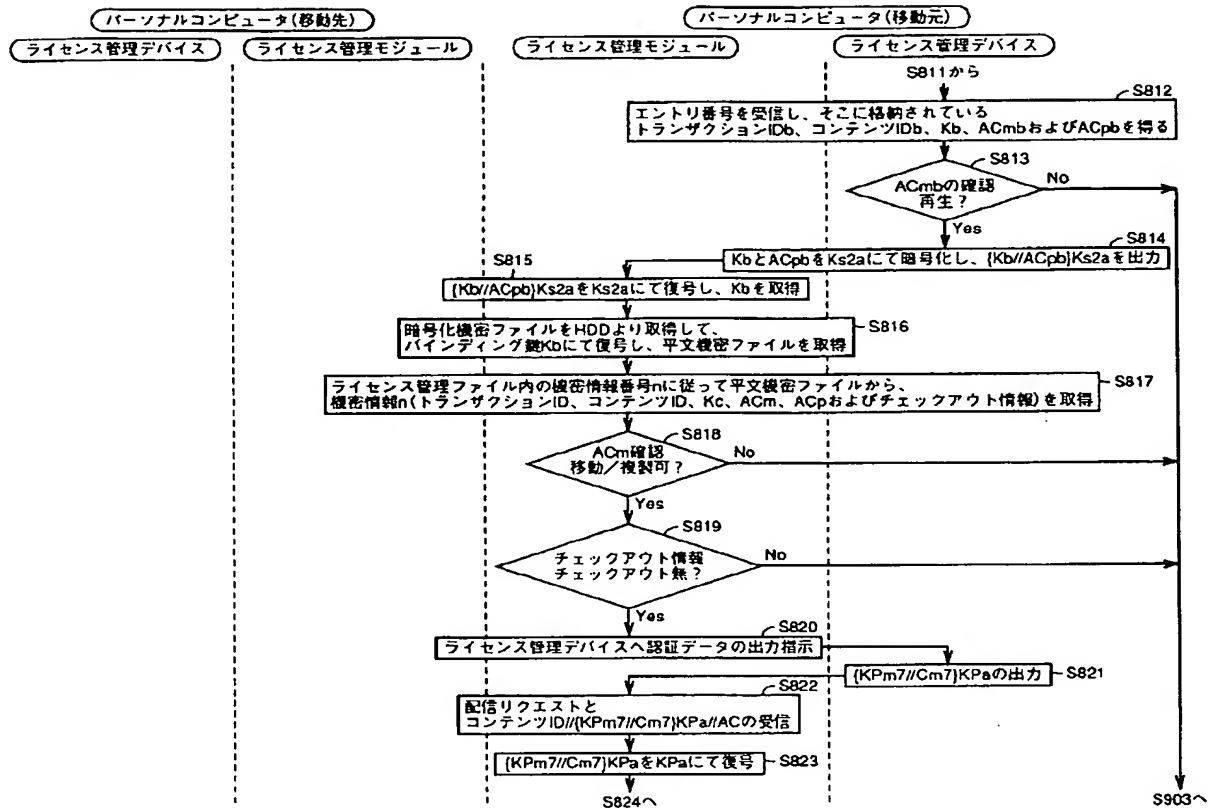 パーソナルコンピュータ(移動先)
パーソナルコンピュータ(移動元)
ライセンス管理デバイス
ライセンス管理モジュール
ライセンス管理モジュール
ライセンス管理デバイス
S811から
S812
エントリ番号を受信し、そこに格納されている
トランザクションIDb、コンテンツIDb、Kb、ACmbおよびACpbを得る
S813
ACmbの確認
再生?
No
Yes
S814
KbとACpbをKs2aにて暗号化し、{Kb//ACpb}Ks2aを出力
S815
{Kb//ACpb}Ks2aをKs2aにて復号し、Kbを取得
暗号化機密ファイルをHDDより取得して、
バインディング鍵Kbにて復号し、平文機密ファイルを取得
S816
ライセンス管理ファイル内の機密情報番号nに従って平文機密ファイルから、
機密情報n(トランザクションID、コンテンツID、Kc、ACm、ACpおよびチェックアウト情報)を取得
S817
S818
ACm確認
移動/複製可?
No
Yes
S819
チェックアウト情報
チェックアウト無?
No
Yes
S820
ライセンス管理デバイスへ認証データの出力指示
{KPm7//Cm7}KPaの出力
S821
S822
配信リクエストと
コンテンツID//{KPm7//Cm7}KPa//ACの受信
{KPm7//Cm7}KPaをKPaにて復号
S823
S824へ
S903へ